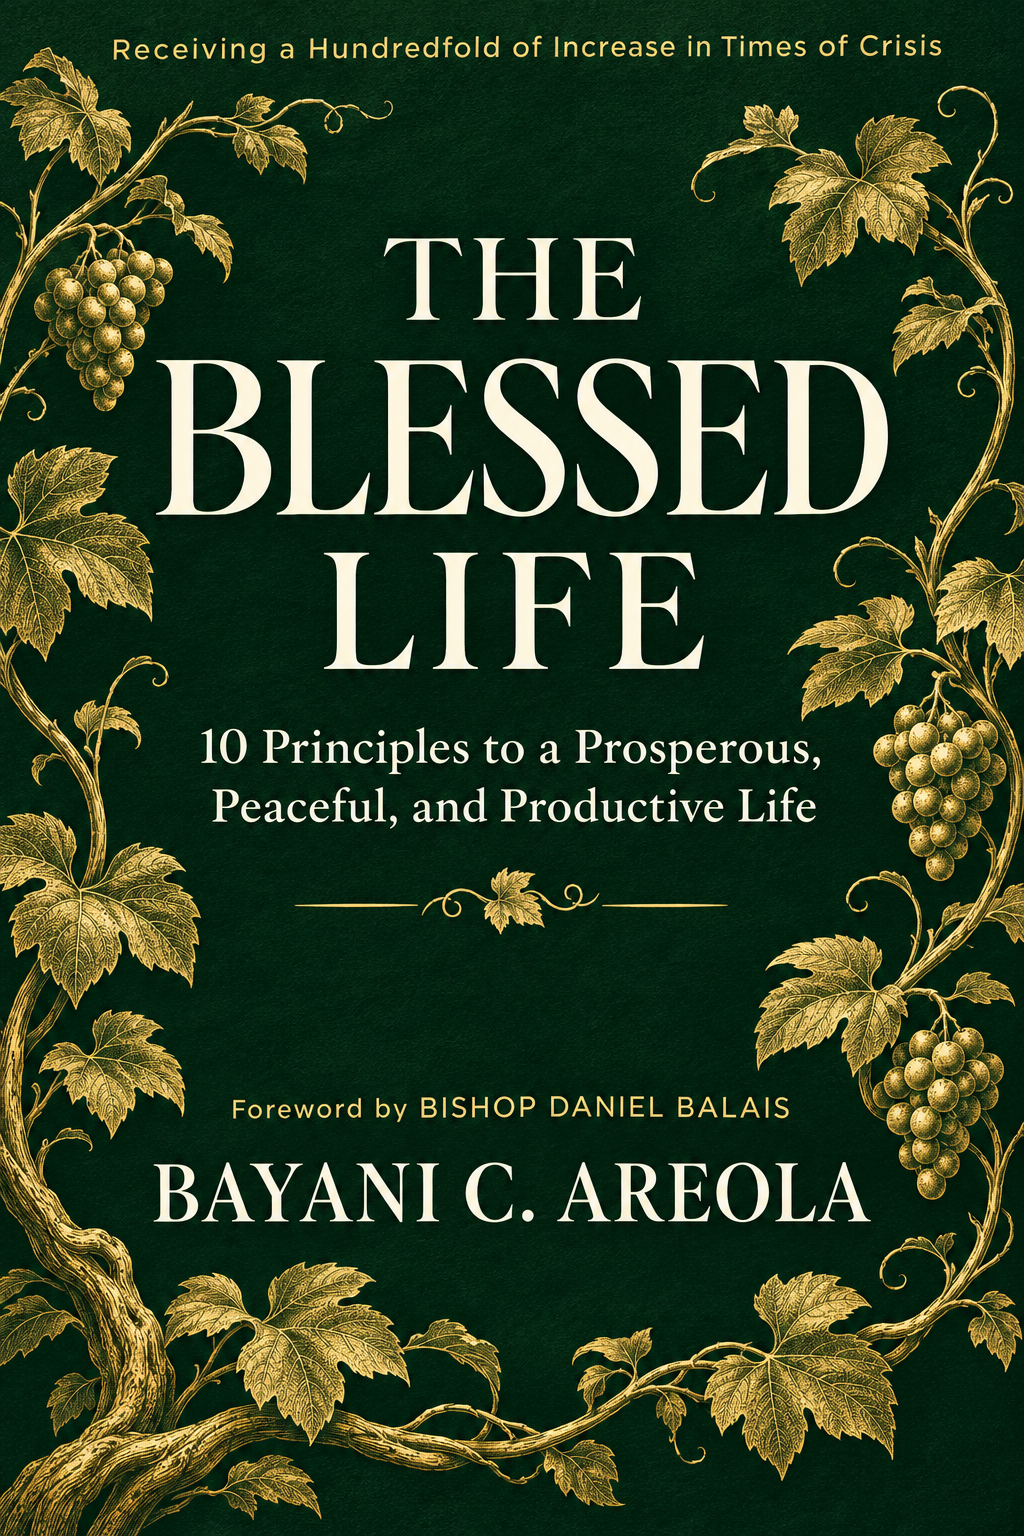 Receiving a Hundredfold of Increase in Times of Crisis
THE
BLESSED
LIFE
10 Principles to a Prosperous,
Peaceful, and Productive Life
Foreword by BISHOP DANIEL BALAIS
BAYANI C. AREOLA